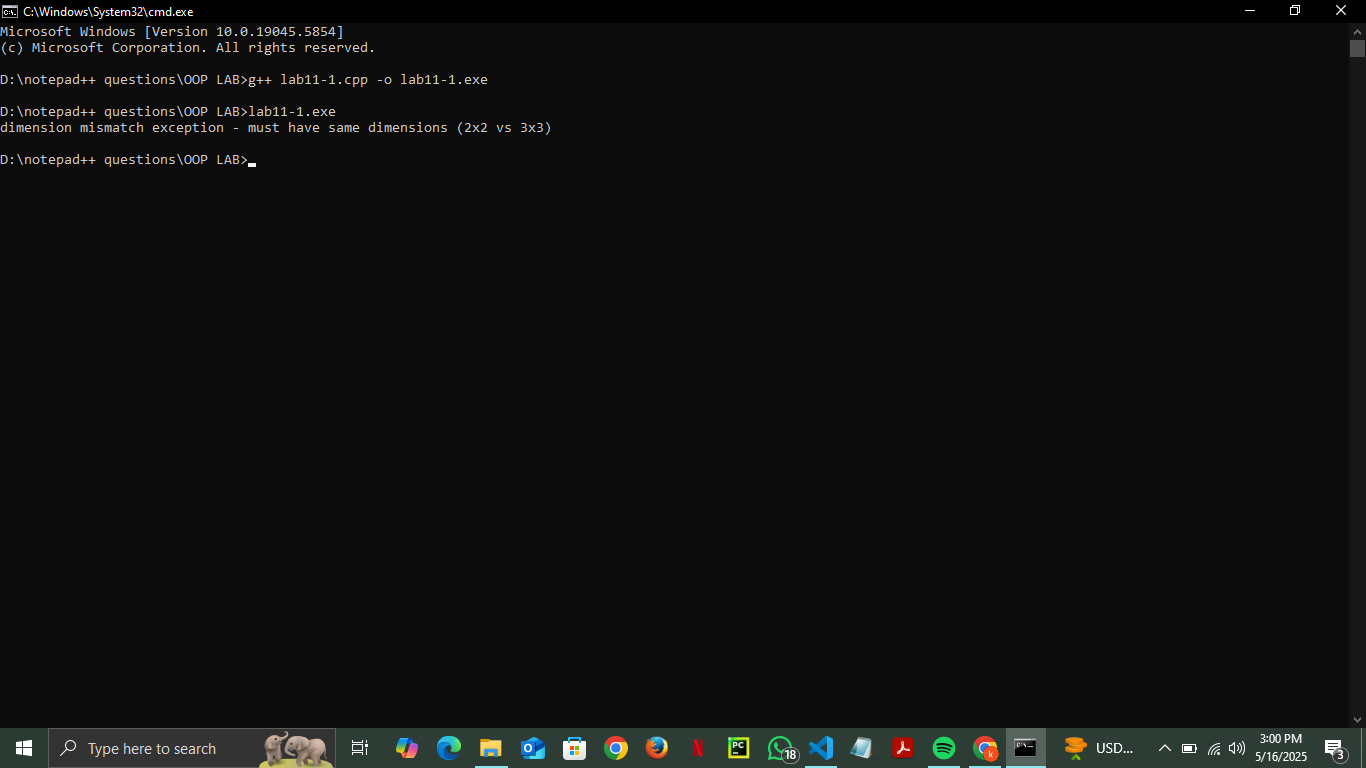 C:\Windows\System32\cmd.exe
Microsoft Windows [Version 10.0.19045.5854]
(c) Microsoft Corporation. All rights reserved.
D:\notepad++ questions\OOP LAB>g++ lab11-1.cpp -o lab11-1.exe
D:\notepad++ questions\OOP LAB>lab11-1.exe
dimension mismatch exception - must have same dimensions (2x2 vs 3x3)
D:\notepad++ questions\OOP LAB>
Type here to search
PC
18
k
USD...
3:00 PM
5/16/2025
3